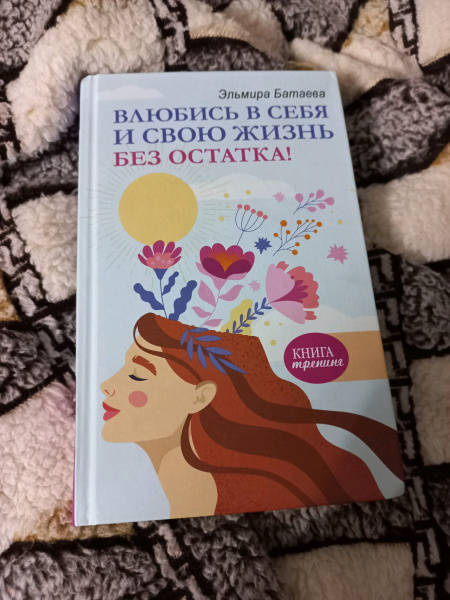 Эльмира Батаева
ВЛЮБИСЬ В СЕБЯ
И СВОЮ ЖИЗНЬ
БЕЗ ОСТАТКА!
КНИГА
тренинг